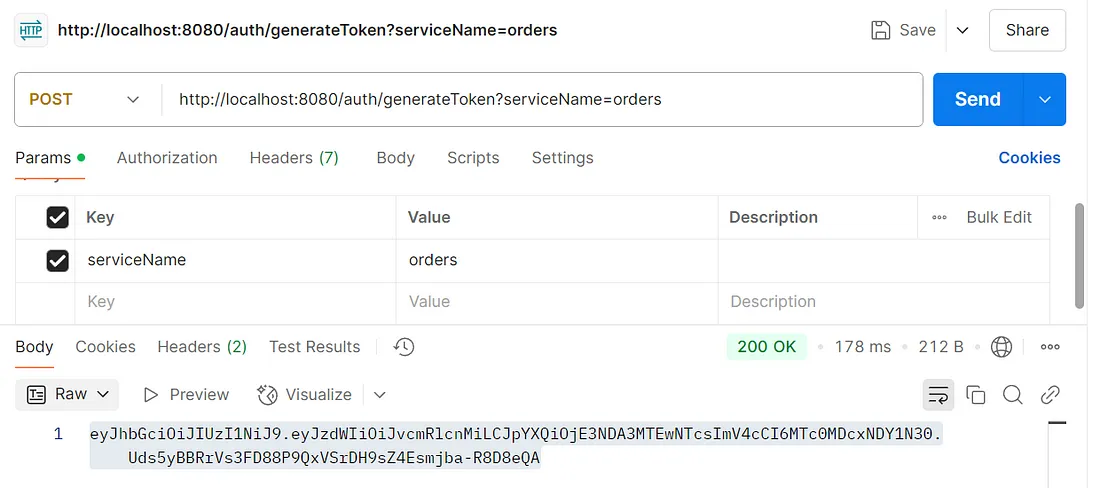 HTTP http://localhost:8080/auth/generateToken?serviceName=orders Save Share
POST http://localhost:8080/auth/generateToken?serviceName=orders Send
Params Authorization Headers (7) Body Scripts Settings Cookies
Key Value Description Bulk Edit
serviceName orders
Key Value Description
Body Cookies Headers (2) Test Results 200 OK 178 ms 212 B
Raw Preview Visualize
1 eyJhbGciOiJIUzI1NiJ9.eyJzdWIiOiJvcmRlcnMiLCJpYXQiOjE3NDA3MTEwNTcsImV4cCI6MTc0MDcxNDY1N30.
Uds5yBBRrVs3FD88P9QxVSrDH9sZ4Esmjba-R8D8eQA